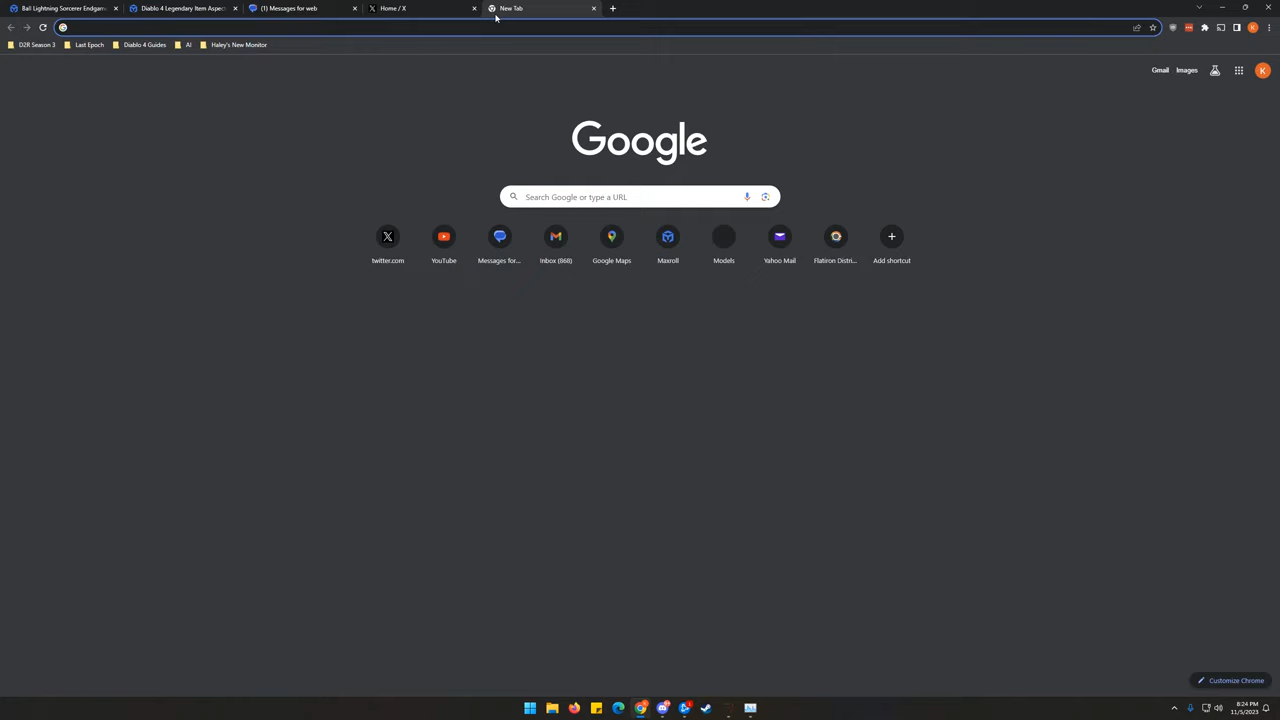 Ball Lightning Sorcerer Endgam
Diablo 4 Legendary Item Aspect
(1) Messages for web
Home / X
New Tab
D2R Season 3
Last Epoch
Diablo 4 Guides
AI
Haley's New Monitor
Gmail
Images
K
Google
Search Google or type a URL
twitter.com
YouTube
Messages for...
Inbox (868)
Google Maps
Maxroll
Models
Yahoo Mail
Flatiron Distri...
Add shortcut
Customize Chrome
8:24 PM
11/5/2023